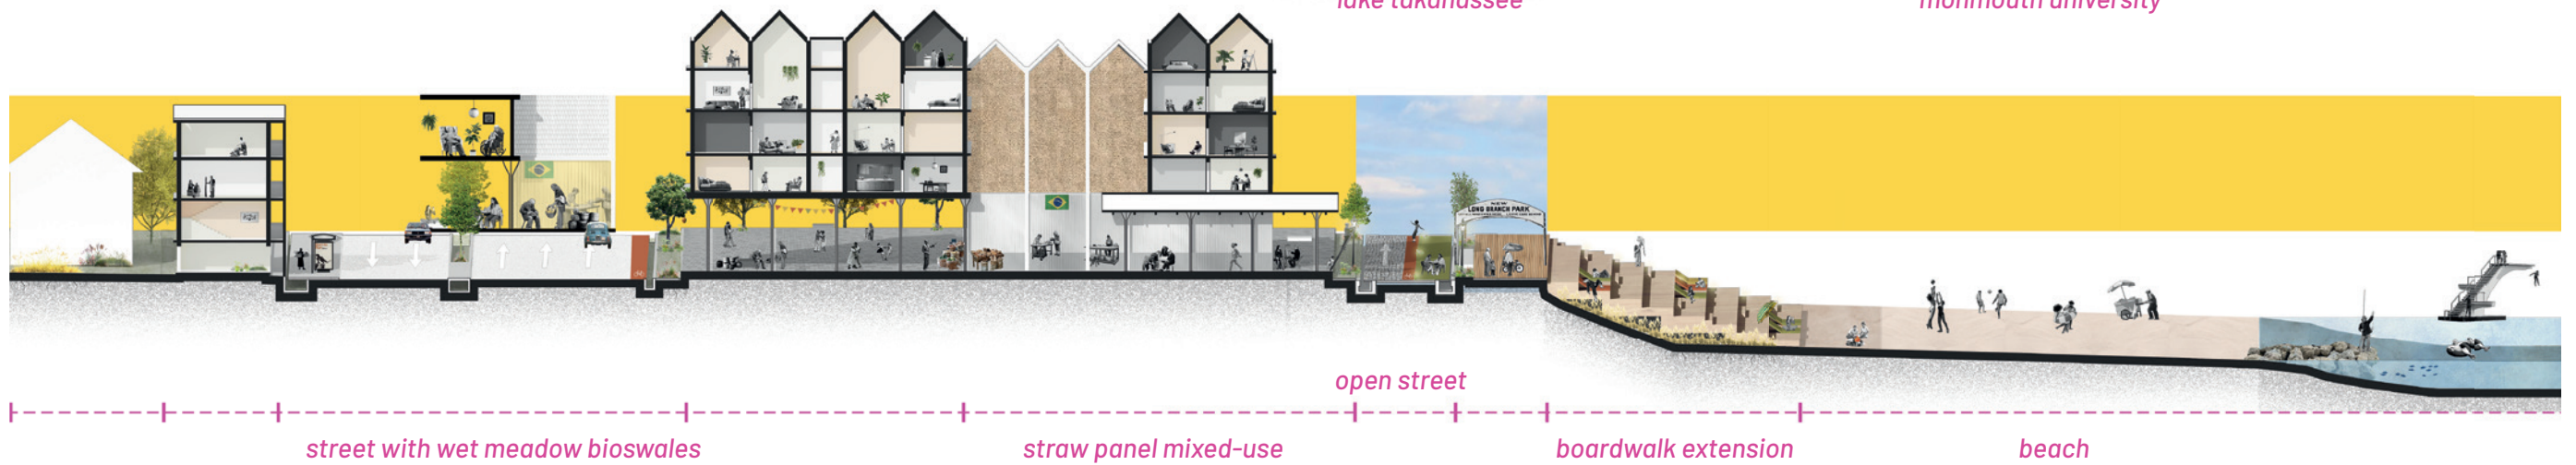 lake takanassee
monmouth university
NEW
LONG BRANCH PARK
open street
street with wet meadow bioswales
straw panel mixed-use
boardwalk extension
beach